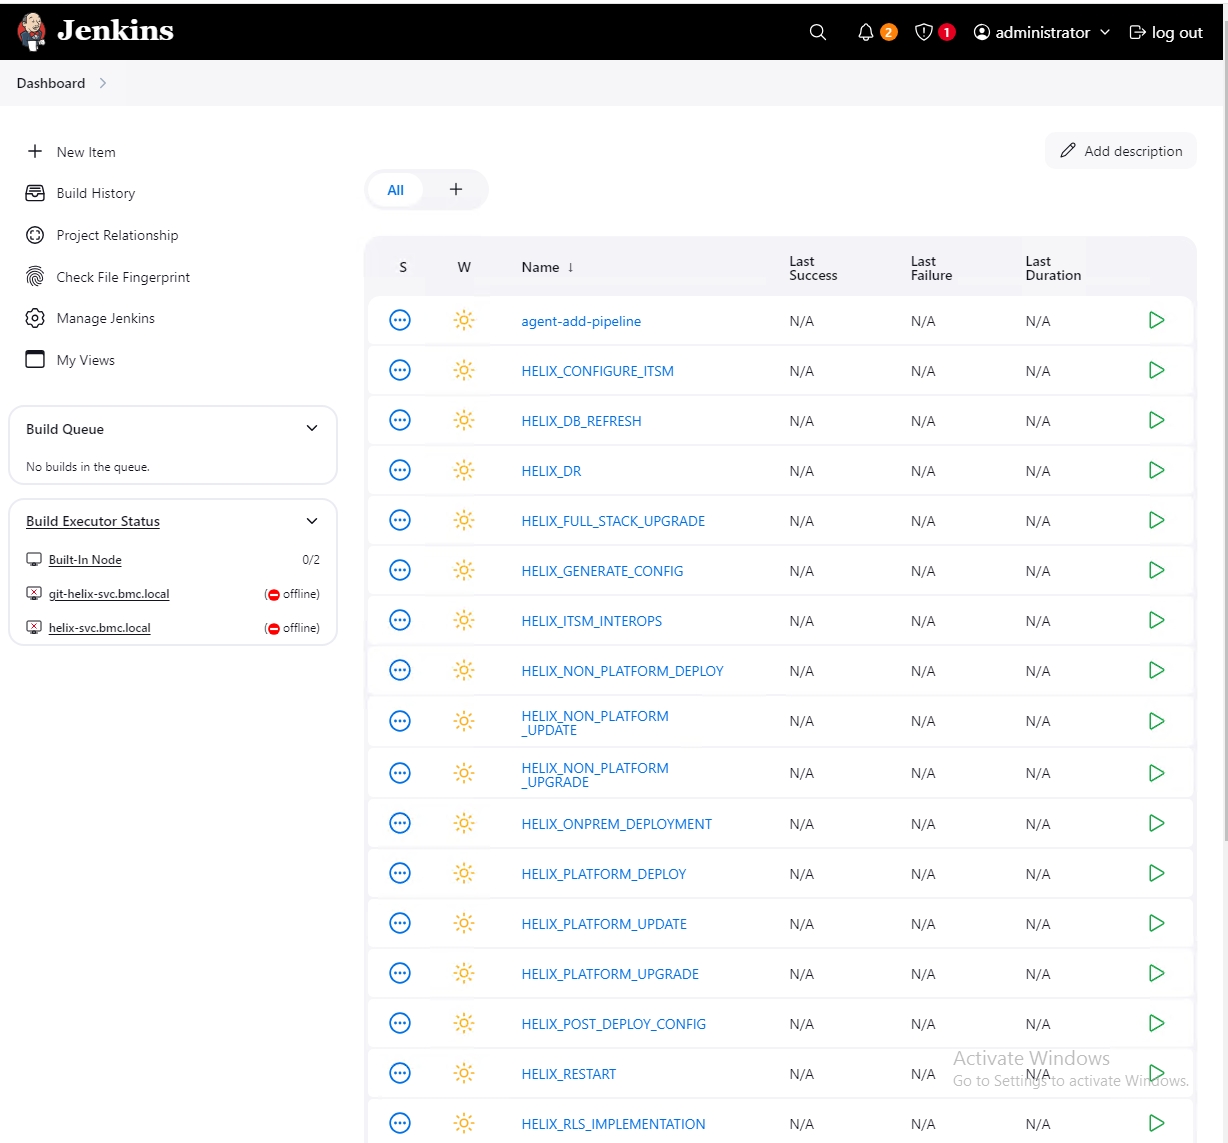 Jenkins
2
1
administrator
log out
Dashboard
New Item
Build History
Project Relationship
Check File Fingerprint
Manage Jenkins
My Views
Build Queue
No builds in the queue.
Build Executor Status
Built-In Node 0/2
git-helix-svc.bmc.local (offline)
helix-svc.bmc.local (offline)
Add description
All +
S W Name ↓ Last Success Last Failure Last Duration
agent-add-pipeline N/A N/A N/A
HELIX_CONFIGURE_ITSM N/A N/A N/A
HELIX_DB_REFRESH N/A N/A N/A
HELIX_DR N/A N/A N/A
HELIX_FULL_STACK_UPGRADE N/A N/A N/A
HELIX_GENERATE_CONFIG N/A N/A N/A
HELIX_ITSM_INTEROPS N/A N/A N/A
HELIX_NON_PLATFORM_DEPLOY N/A N/A N/A
HELIX_NON_PLATFORM
_UPDATE N/A N/A N/A
HELIX_NON_PLATFORM
_UPGRADE N/A N/A N/A
HELIX_ONPREM_DEPLOYMENT N/A N/A N/A
HELIX_PLATFORM_DEPLOY N/A N/A N/A
HELIX_PLATFORM_UPDATE N/A N/A N/A
HELIX_PLATFORM_UPGRADE N/A N/A N/A
HELIX_POST_DEPLOY_CONFIG N/A N/A N/A
HELIX_RESTART N/A N/A N/A
HELIX_RLS_IMPLEMENTATION N/A N/A N/A
Activate Windows
Go to Settings to activate Windows.